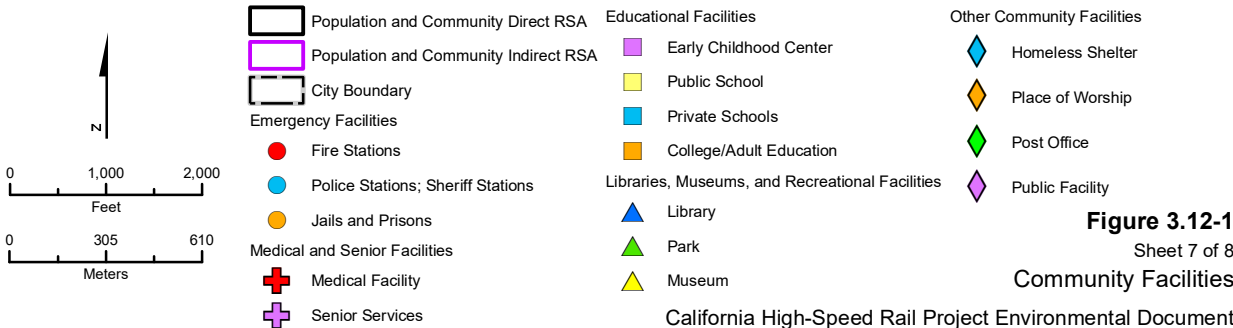 N
0 1,000 2,000
Feet
0 305 610
Meters
Population and Community Direct RSA
Population and Community Indirect RSA
City Boundary
Emergency Facilities
Fire Stations
Police Stations; Sheriff Stations
Jails and Prisons
Medical and Senior Facilities
Medical Facility
Senior Services
Educational Facilities
Early Childhood Center
Public School
Private Schools
College/Adult Education
Libraries, Museums, and Recreational Facilities
Library
Park
Museum
Other Community Facilities
Homeless Shelter
Place of Worship
Post Office
Public Facility
Figure 3.12-1
Sheet 7 of 8
Community Facilities
California High-Speed Rail Project Environmental Document